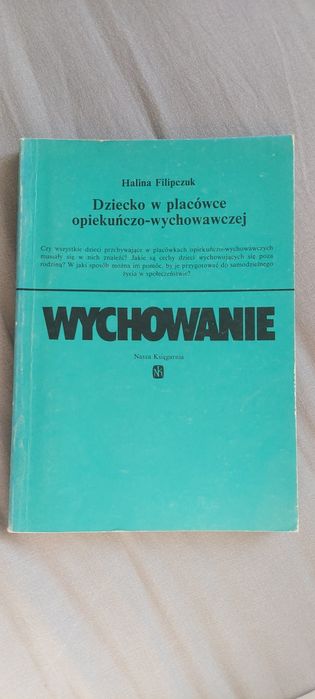 Halina Filipczuk
Dziecko w placówce
opiekuńczo-wychowawczej
Czy wszystkie dzieci przebywające w placówkach opiekuńczo-wychowawczych
musiały się w nich znaleźć? Jakie są cechy dzieci wychowujących się poza
rodziną? W jaki sposób można im pomóc, by je przygotować do samodzielnego
życia w społeczeństwie?
WYCHOWANIE
Nasza Księgarnia